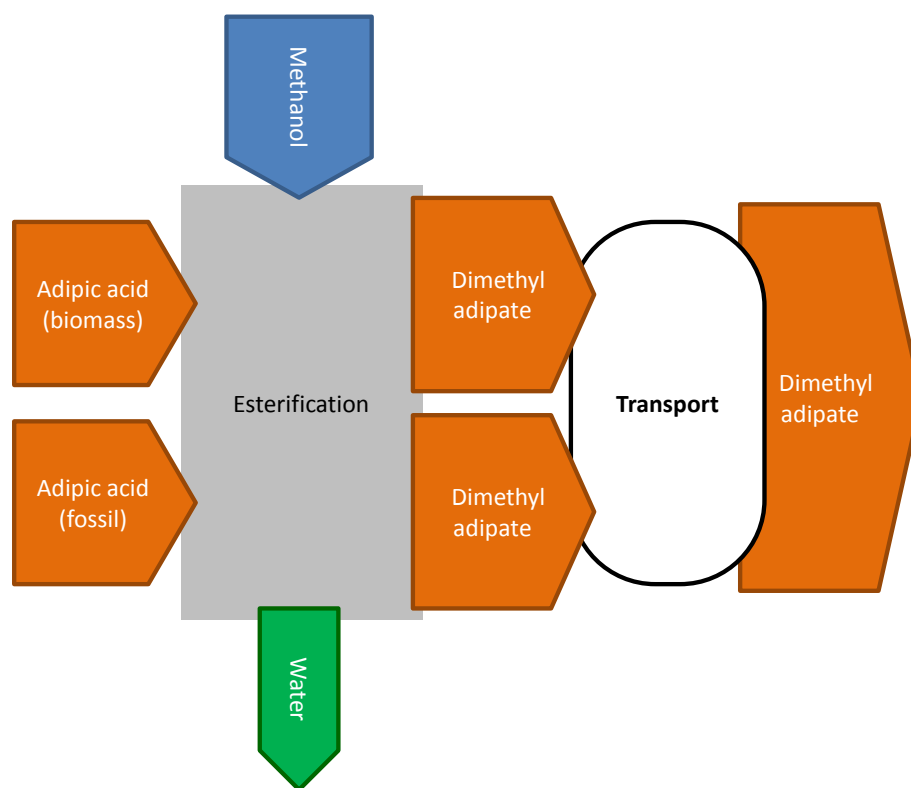 Methanol
Adipic acid
(biomass)
Dimethyl
adipate
Esterification
Transport
Dimethyl
adipate
Adipic acid
(fossil)
Dimethyl
adipate
Water